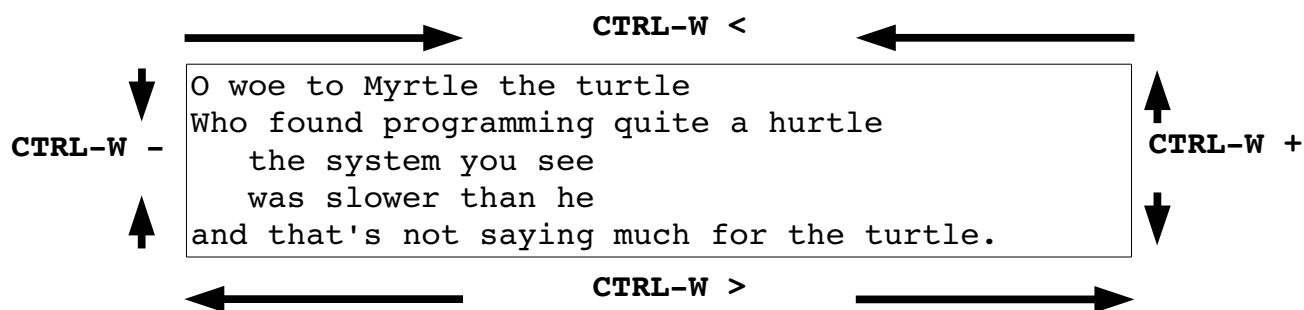 CTRL-W <
O woe to Myrtle the turtle
Who found programming quite a hurtle
CTRL-W -
CTRL-W +
the system you see
was slower than he
and that's not saying much for the turtle.
CTRL-W >